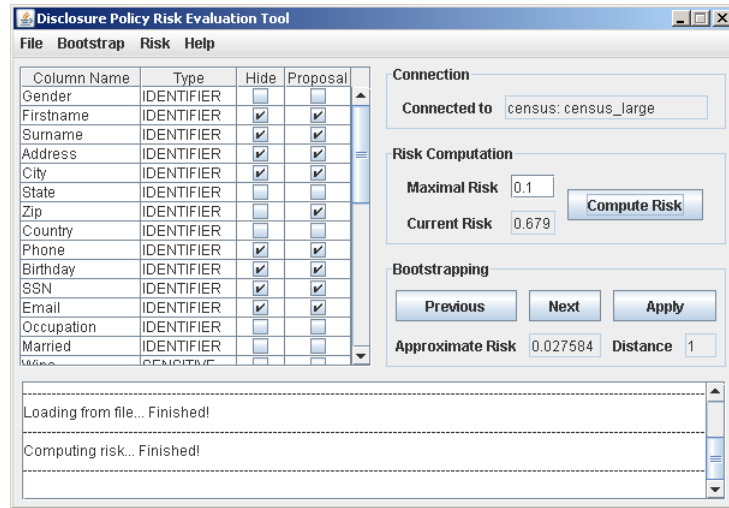 Disclosure Policy Risk Evaluation Tool
File Bootstrap Risk Help
Column Name Type Hide Proposal
Gender IDENTIFIER
Firstname IDENTIFIER
Surname IDENTIFIER
Address IDENTIFIER
City IDENTIFIER
State IDENTIFIER
Zip IDENTIFIER
Country IDENTIFIER
Phone IDENTIFIER
Birthday IDENTIFIER
SSN IDENTIFIER
Email IDENTIFIER
Occupation IDENTIFIER
Married IDENTIFIER
SENSITIVE
Connection
Connected to census: census_large
Risk Computation
Maximal Risk 0.1
Compute Risk
Current Risk 0.679
Bootstrapping
Previous Next Apply
Approximate Risk 0.027584 Distance 1
Loading from file... Finished!
Computing risk... Finished!